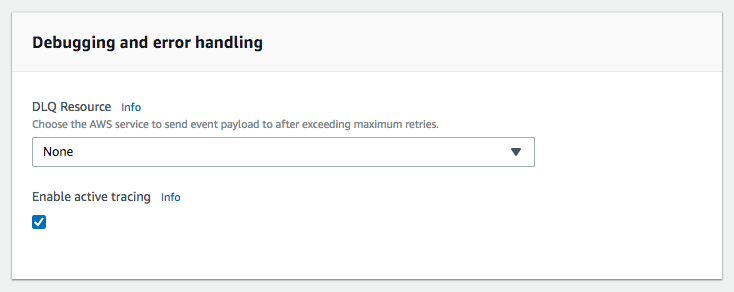 Debugging and error handling
DLQ Resource Info
Choose the AWS service to send event payload to after exceeding maximum retries.
None
Enable active tracing Info